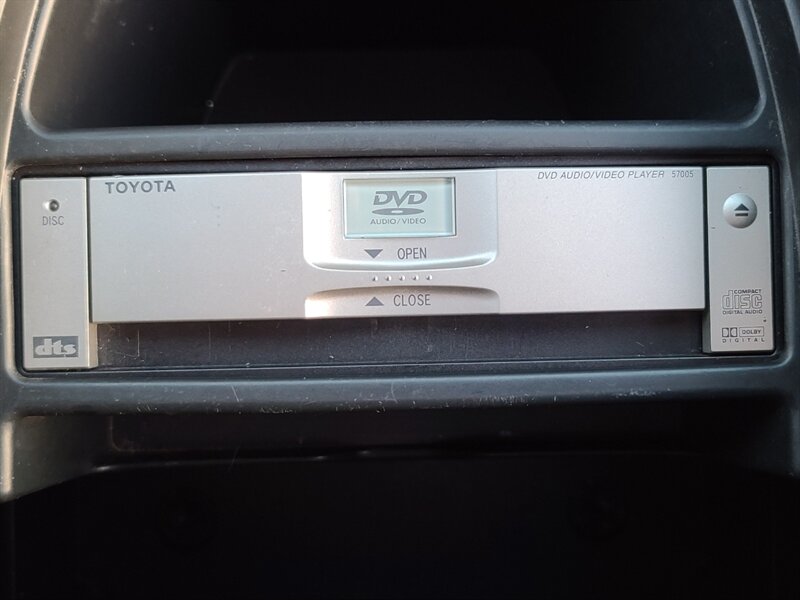 TOYOTA
DVD AUDIO/VIDEO PLAYER 57005
DISC
DVD
AUDIO/VIDEO
OPEN
CLOSE
dts
COMPACT
disc
DIGITAL AUDIO
DOLBY
DIGITAL